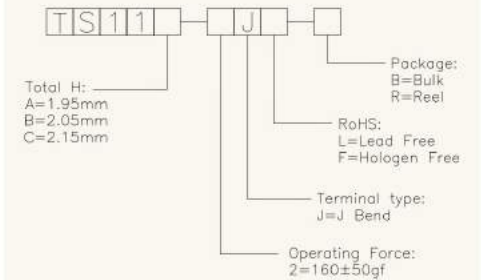 TS11 - J -
Package:
B=Bulk
R=Reel
Total H:
A=1.95mm
B=2.05mm
C=2.15mm
RoHS:
L=Lead Free
F=Hologen Free
Terminal type:
J=J Bend
Operating Force:
2=160±50gf